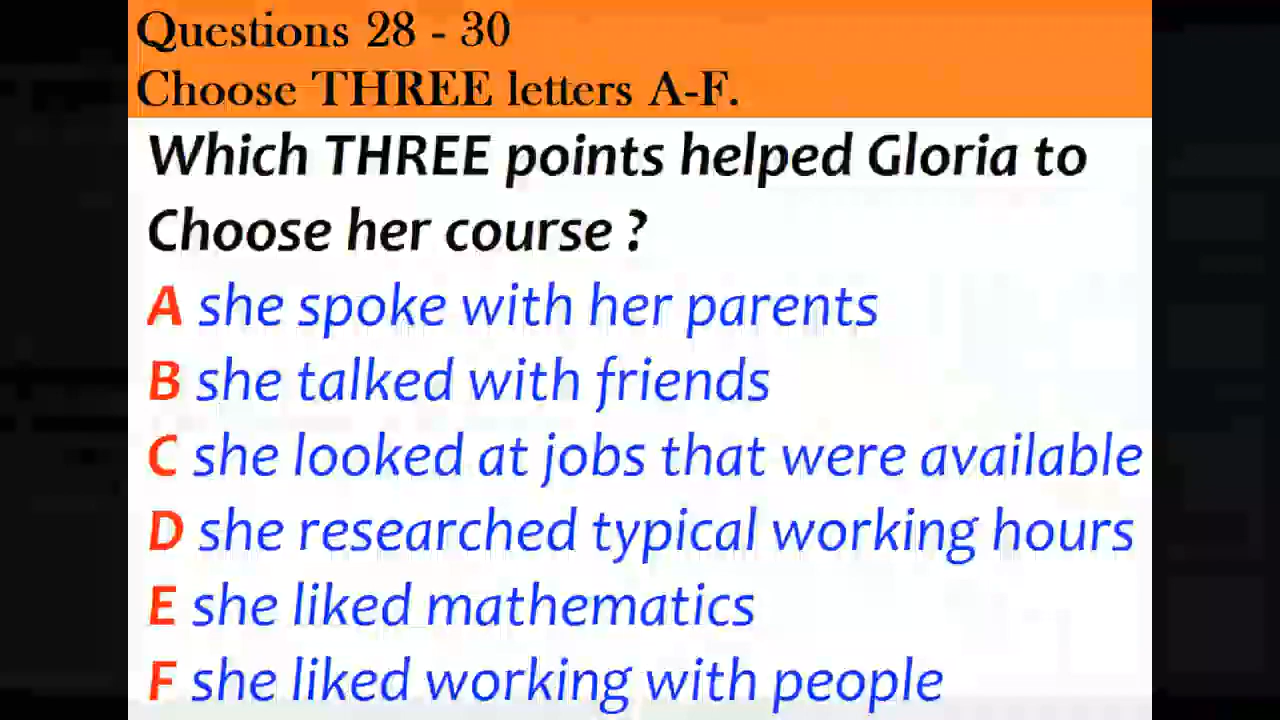 Questions 28 - 30
Choose THREE letters A-F.
Which THREE points helped Gloria to
Choose her course ?
A she spoke with her parents
B she talked with friends
C she looked at jobs that were available
D she researched typical working hours
E she liked mathematics
F she liked working with people